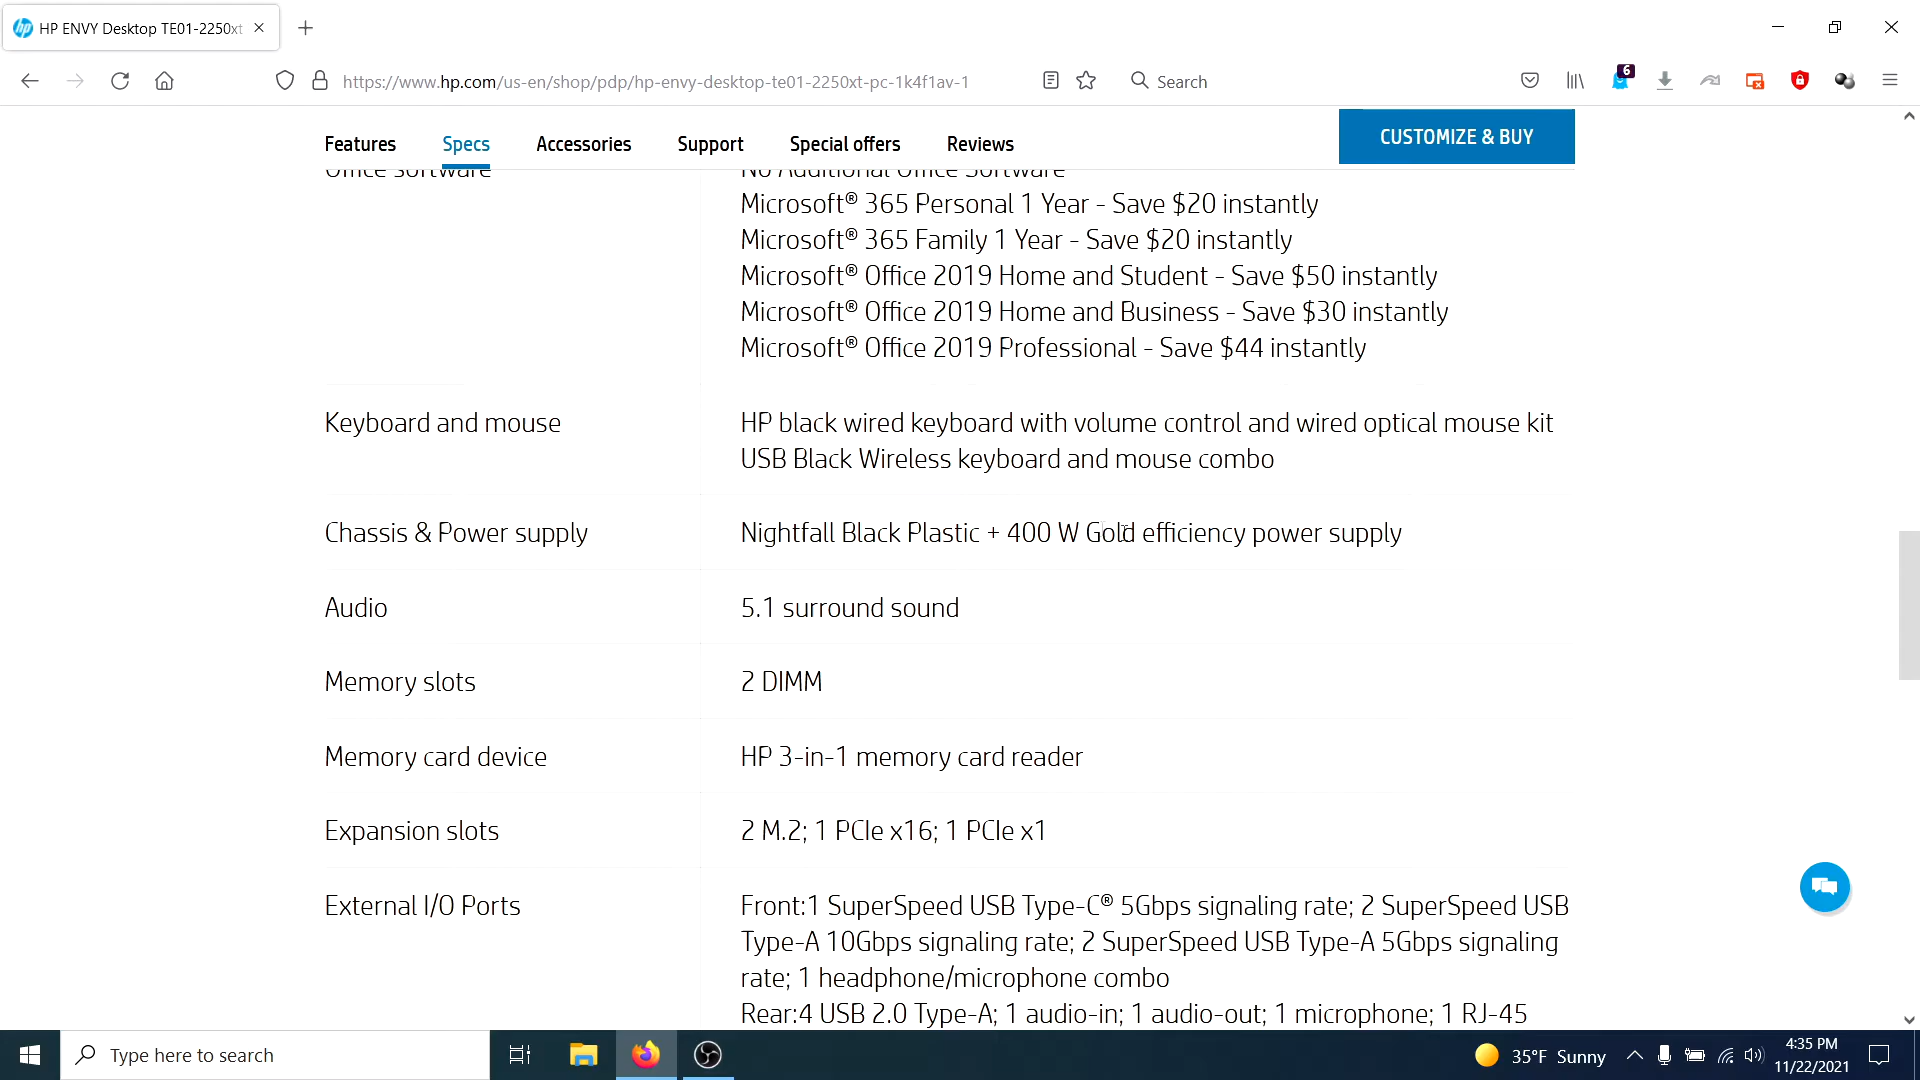 HP ENVY Desktop TE01-2250xt
https://www.hp.com/us-en/shop/pdp/hp-envy-desktop-te01-2250xt-pc-1k4f1av-1
Search
6
Features Specs Accessories Support Special offers Reviews
CUSTOMIZE & BUY
Office software
No Additional Office Software
Microsoft® 365 Personal 1 Year - Save $20 instantly
Microsoft® 365 Family 1 Year - Save $20 instantly
Microsoft® Office 2019 Home and Student - Save $50 instantly
Microsoft® Office 2019 Home and Business - Save $30 instantly
Microsoft® Office 2019 Professional - Save $44 instantly
Keyboard and mouse
HP black wired keyboard with volume control and wired optical mouse kit
USB Black Wireless keyboard and mouse combo
Chassis & Power supply
Nightfall Black Plastic + 400 W Gold efficiency power supply
Audio
5.1 surround sound
Memory slots
2 DIMM
Memory card device
HP 3-in-1 memory card reader
Expansion slots
2 M.2; 1 PCIe x16; 1 PCIe x1
External I/O Ports
Front:1 SuperSpeed USB Type-C® 5Gbps signaling rate; 2 SuperSpeed USB
Type-A 10Gbps signaling rate; 2 SuperSpeed USB Type-A 5Gbps signaling
rate; 1 headphone/microphone combo
Rear:4 USB 2.0 Type-A; 1 audio-in; 1 audio-out; 1 microphone; 1 RJ-45
Type here to search
35°F Sunny
4:35 PM
11/22/2021